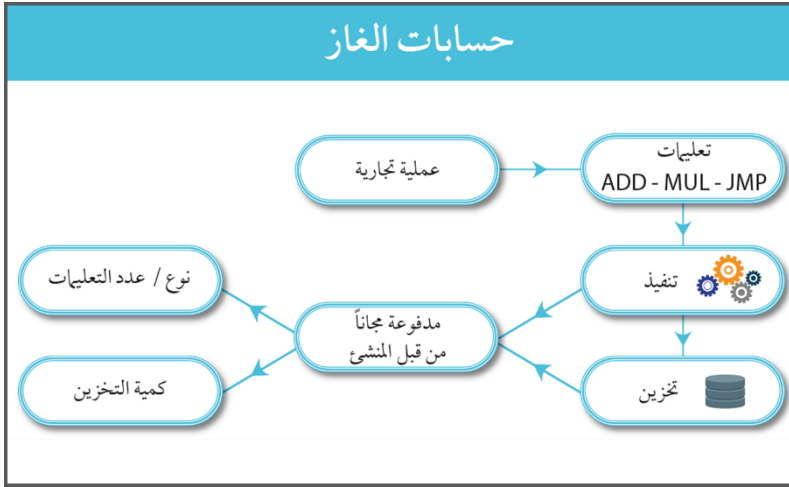 حسابات الغاز
عملية تجارية
تعليمات
ADD - MUL - JMP
تنفيذ
تخزين
مدفوعة مجاناً
من قبل المنشئ
نوع / عدد التعليمات
كمية التخزين